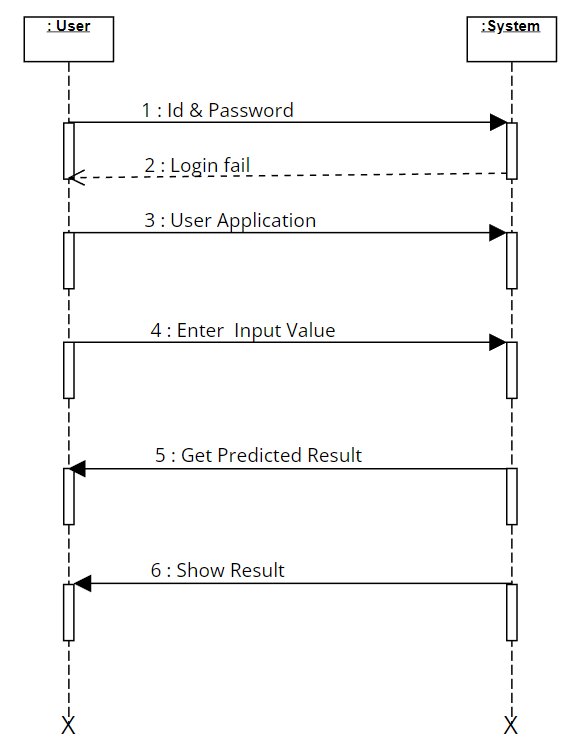 : User
:System
1 : Id & Password
2 : Login fail
3 : User Application
4 : Enter  Input Value
5 : Get Predicted Result
6 : Show Result
X X